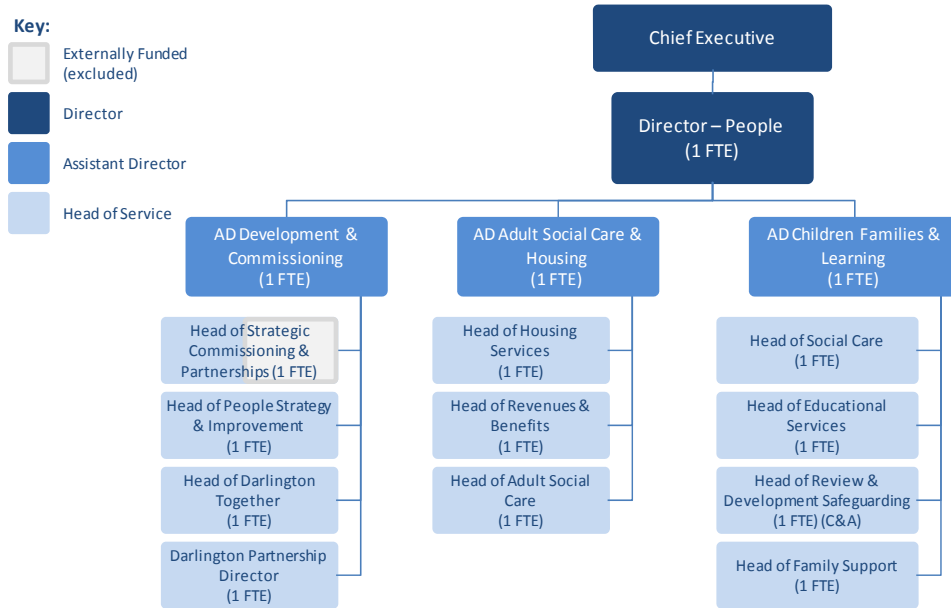 Key:
Externally Funded
(excluded)
Director
Assistant Director
Head of Service
Chief Executive
Director – People
(1 FTE)
AD Development &
Commissioning
(1 FTE)
AD Adult Social Care &
Housing
(1 FTE)
AD Children Families &
Learning
(1 FTE)
Head of Strategic
Commissioning &
Partnerships (1 FTE)
Head of People Strategy
& Improvement
(1 FTE)
Head of Darlington
Together
(1 FTE)
Darlington Partnership
Director
(1 FTE)
Head of Housing
Services
(1 FTE)
Head of Revenues &
Benefits
(1 FTE)
Head of Adult Social
Care
(1 FTE)
Head of Social Care
(1 FTE)
Head of Educational
Services
(1 FTE)
Head of Review &
Development Safeguarding
(1 FTE) (C&A)
Head of Family Support
(1 FTE)